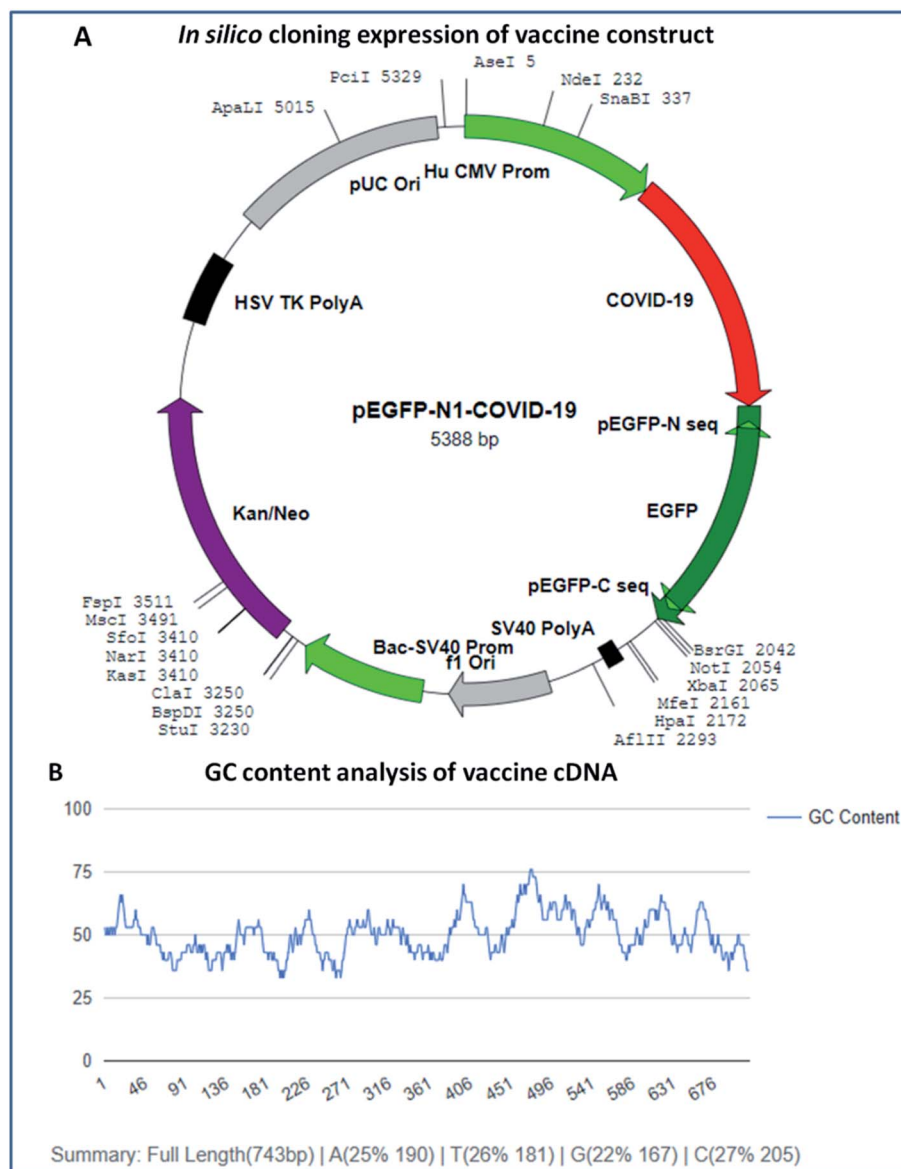 A In silico cloning expression of vaccine construct
AseI 5
PciI 5329
NdeI 232
SnaBI 337
ApaLI 5015
Hu CMV Prom
pUC Ori
HSV TK PolyA
COVID-19
pEGFP-N1-COVID-19
5388 bp
pEGFP-N seq
Kan/Neo
EGFP
pEGFP-C seq
SV40 PolyA
Bac-SV40 Prom
f1 Ori
FspI 3511
MscI 3491
SfoI 3410
NarI 3410
KasI 3410
ClaI 3250
BspDI 3250
StuI 3230
BsrGI 2042
NotI 2054
XbaI 2065
MfeI 2161
HpaI 2172
AflII 2293
B GC content analysis of vaccine cDNA
100
75
50
25
0
GC Content
1 46 91 136 181 226 271 316 361 406 451 496 541 586 631 676
Summary: Full Length(743bp) | A(25% 190) | T(26% 181) | G(22% 167) | C(27% 205)